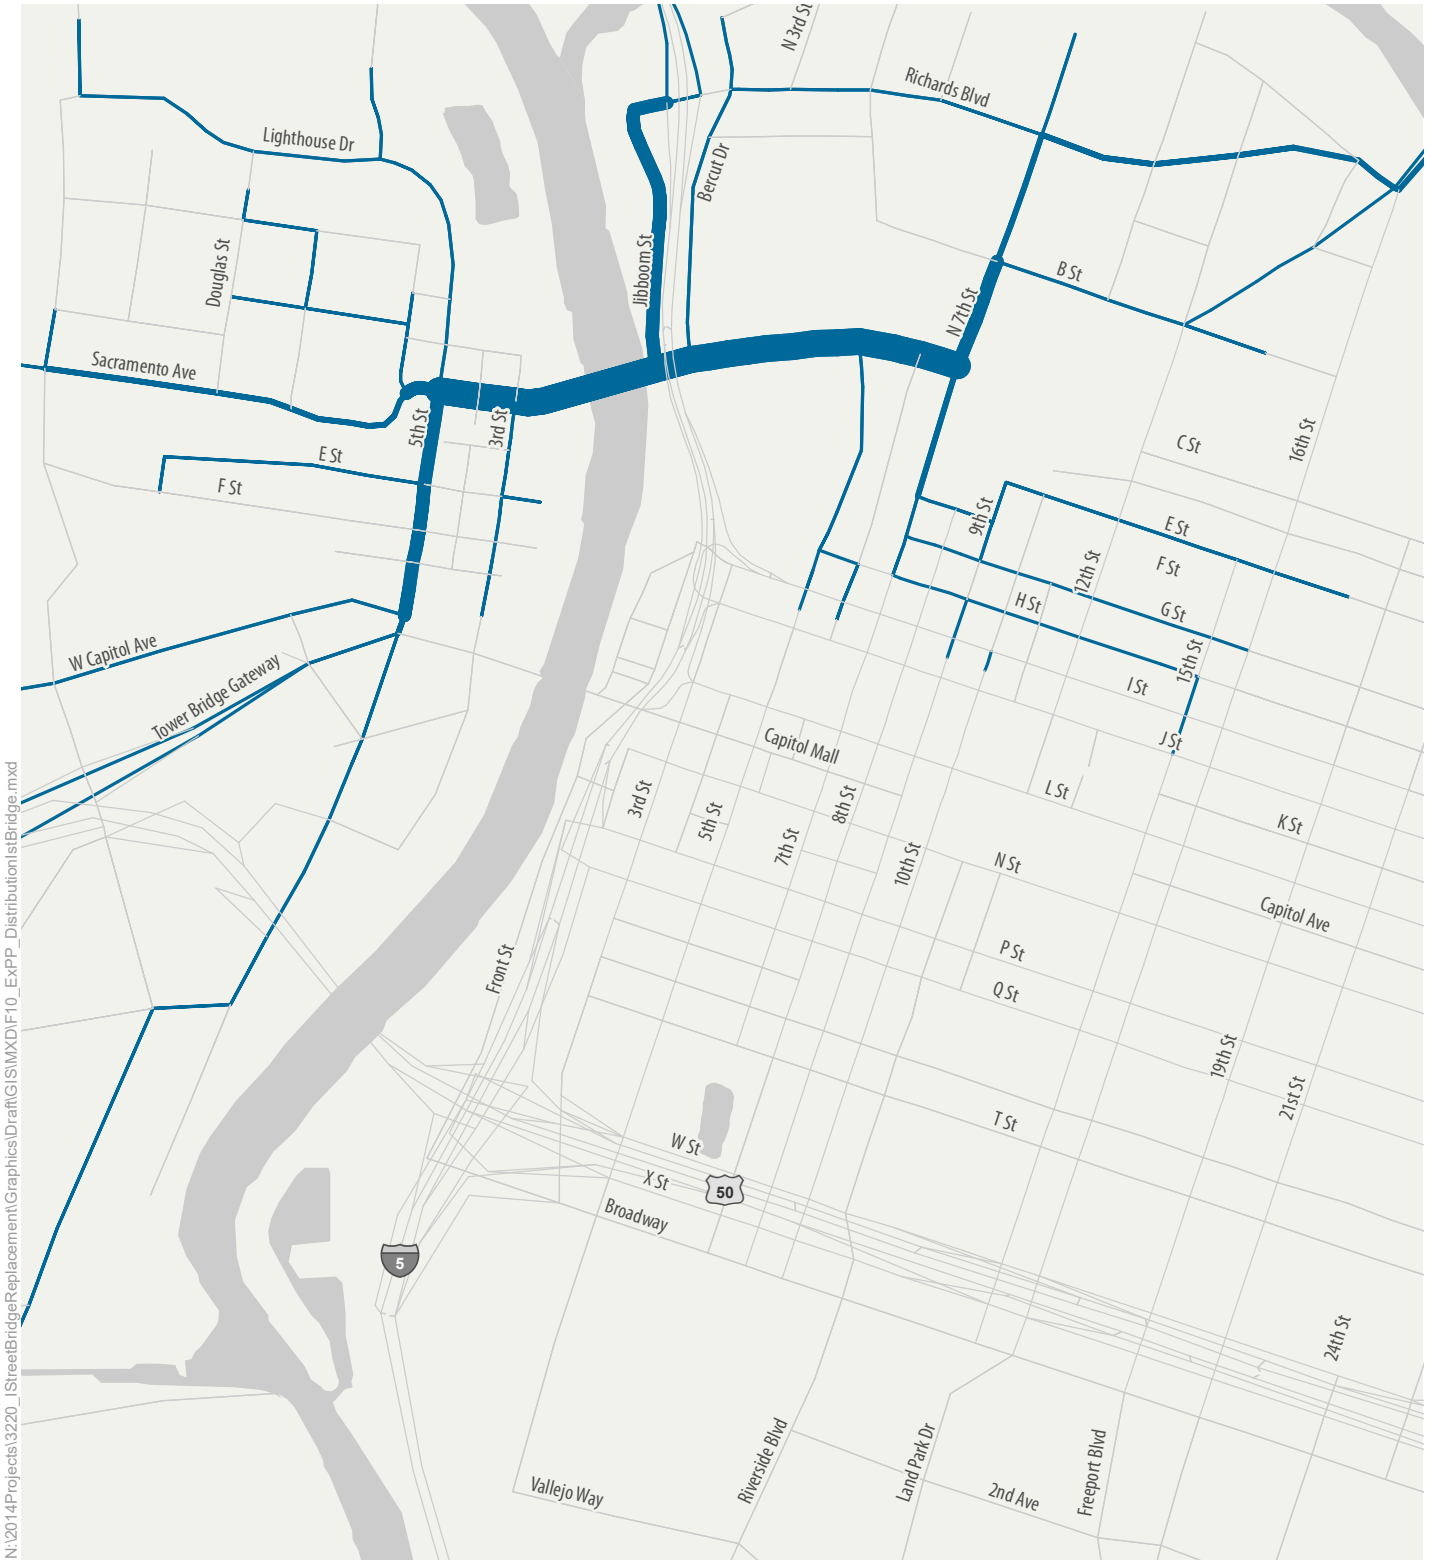 N 3rd St
Richards Blvd
Lighthouse Dr
Bercut Dr
Douglas St
Jibboom St
B St
N 7th St
Sacramento Ave
5th St
3rd St
16th St
C St
E St
F St
9th St
E St
F St
12th St
H St
G St
W Capitol Ave
Tower Bridge Gateway
15th St
I St
J St
Capitol Mall
3rd St
5th St
7th St
8th St
10th St
L St
K St
N St
Capitol Ave
Front St
P St
Q St
19th St
21st St
T St
W St
X St
50
Broadway
5
24th St
Riverside Blvd
Land Park Dr
Freeport Blvd
Vallejo Way
2nd Ave
N:\2014Projects\3220_IStreetBridgeReplacement\Graphics\Draft\GIS\MXD\F10_ExPP_DistributionIstBridge.mxd